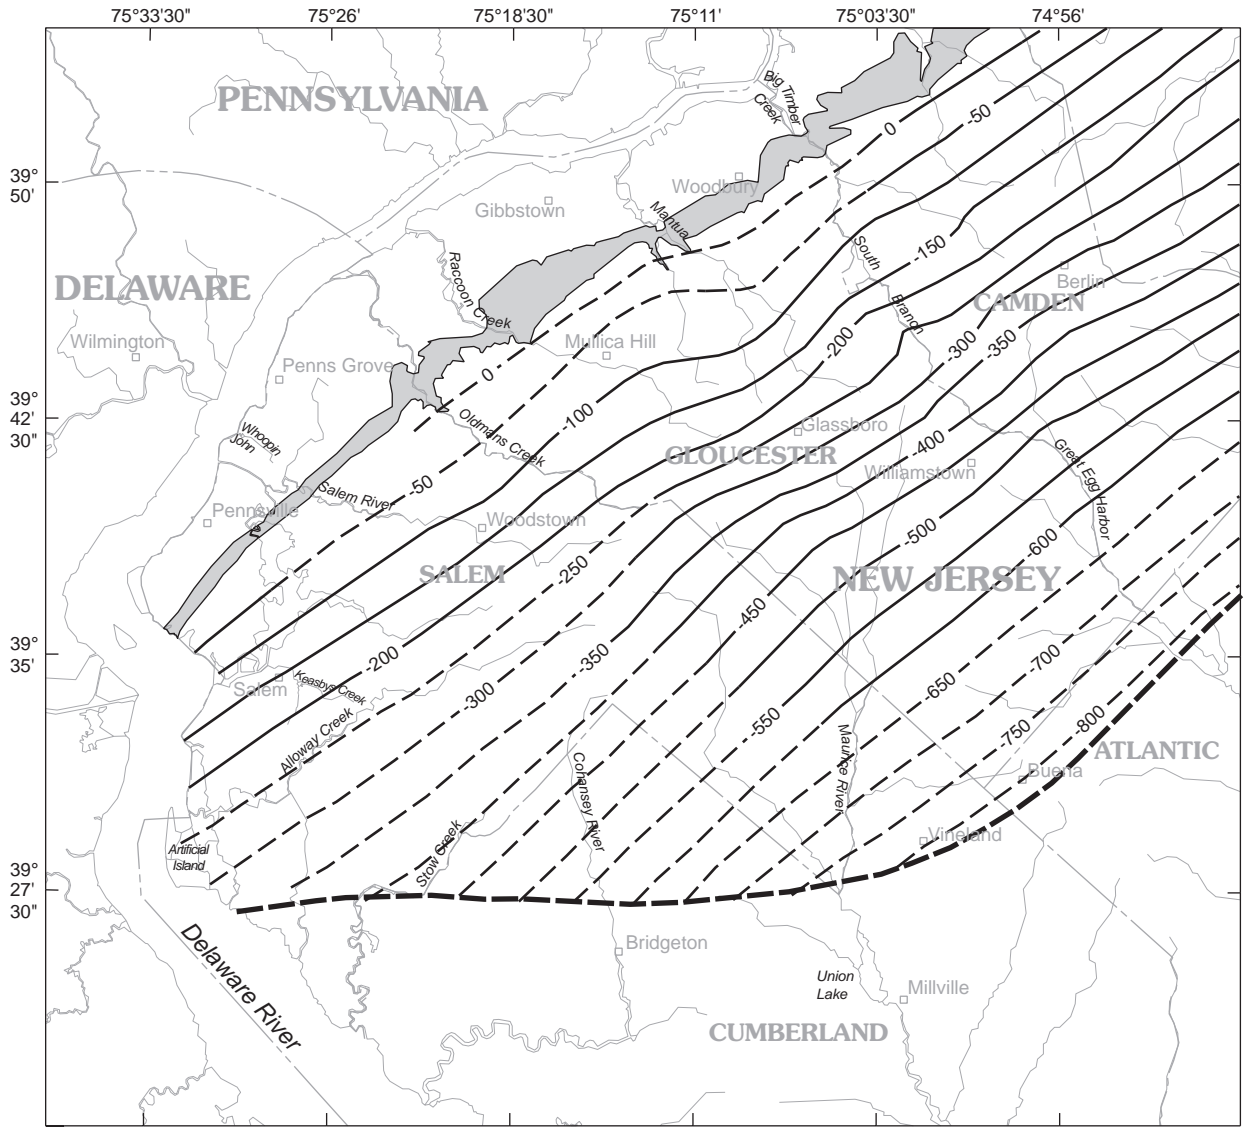 75°33'30"
75°26'
75°18'30"
75°11'
75°03'30"
74°56'
PENNSYLVANIA
Big Timber
Creek
0
-50
39°
50'
Woodbury
Gibbstown
Mantua
South
-150
Raccoon Creek
DELAWARE
Berlin
CAMDEN
Branch
Wilmington
Mullica Hill
-200
-300
-350
Penns Grove
0
39°
42'
30"
-100
Oldmans Creek
Glassboro
Whoopin
John
GLOUCESTER
-400
Williamstown
Great Egg Harbor
-50
Salem River
Pennsville
Woodstown
-500
-600
-250
SALEM
NEW JERSEY
-450
39°
35'
-200
-350
-700
Salem
Keasbys Creek
-300
-650
Alloway Creek
-550
-750
-800
ATLANTIC
Maurice River
Cohansey River
Buena
Stow Creek
Vineland
Artificial
Island
39°
27'
30"
Delaware River
Bridgeton
Union
Lake
Millville
CUMBERLAND